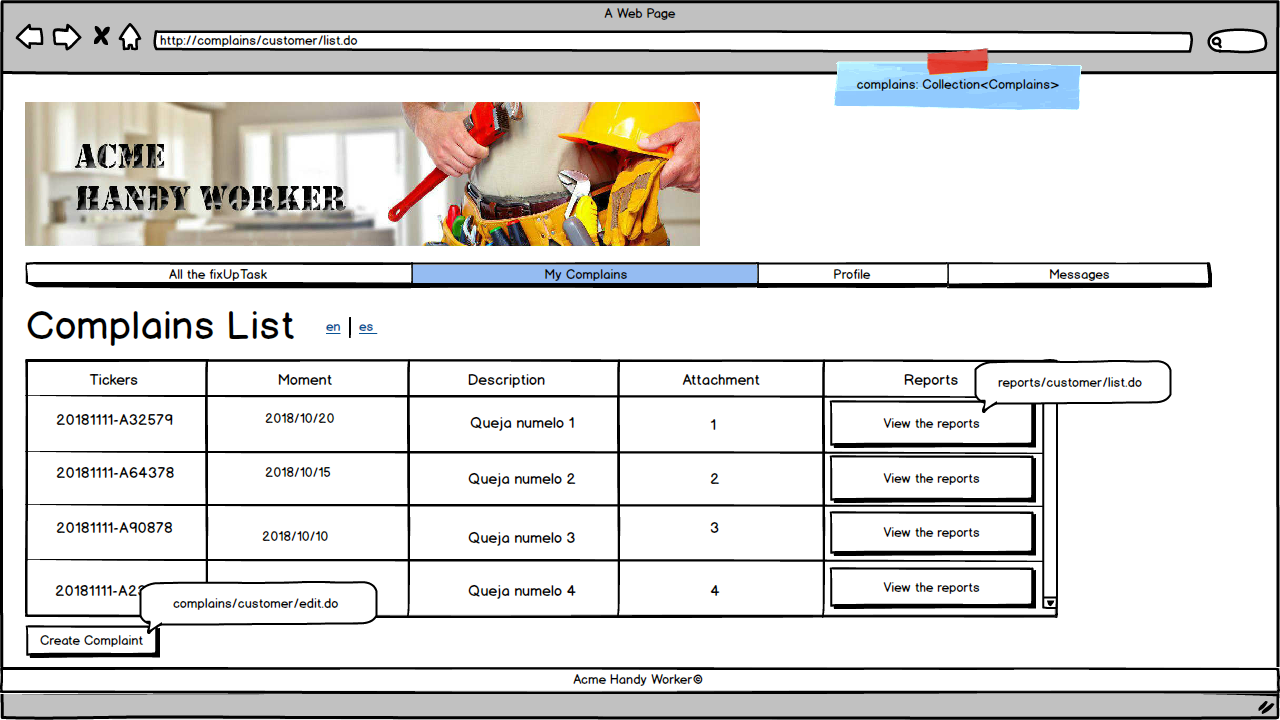 A Web Page
http://complains/customer/list.do
complains: Collection<Complains>
ACME
HANDY WORKER
All the fixUpTask My Complains Profile Messages
Complains List en | es
Tickers Moment Description Attachment Reports
reports/customer/list.do
20181111-A32579 2018/10/20 Queja numelo 1 1 View the reports
20181111-A64378 2018/10/15 Queja numelo 2 2 View the reports
20181111-A90878 2018/10/10 Queja numelo 3 3 View the reports
Queja numelo 4 4 View the reports
complains/customer/edit.do
Create Complaint
Acme Handy Worker©